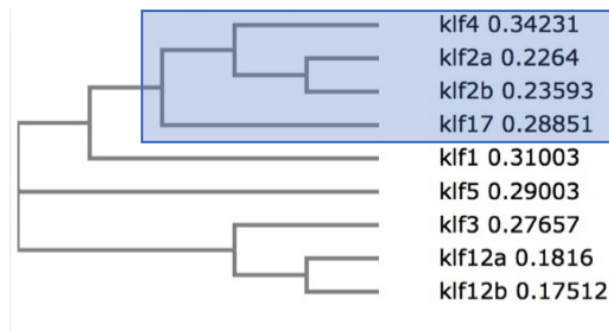 klf4 0.34231
klf2a 0.2264
klf2b 0.23593
klf17 0.28851
klf1 0.31003
klf5 0.29003
klf3 0.27657
klf12a 0.1816
klf12b 0.17512